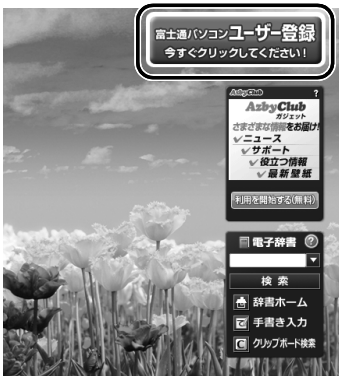 富士通パソコンユーザー登録
今すぐクリックしてください!
AzbyClub ?
AzbyClub
ガジェット
さまざまな情報をお届け!
✓ニュース
✓サポート
✓役立つ情報
✓最新壁紙
利用を開始する(無料)
電子辞書 ?
検索
辞書ホーム
手書き入力
C クリップボード検索